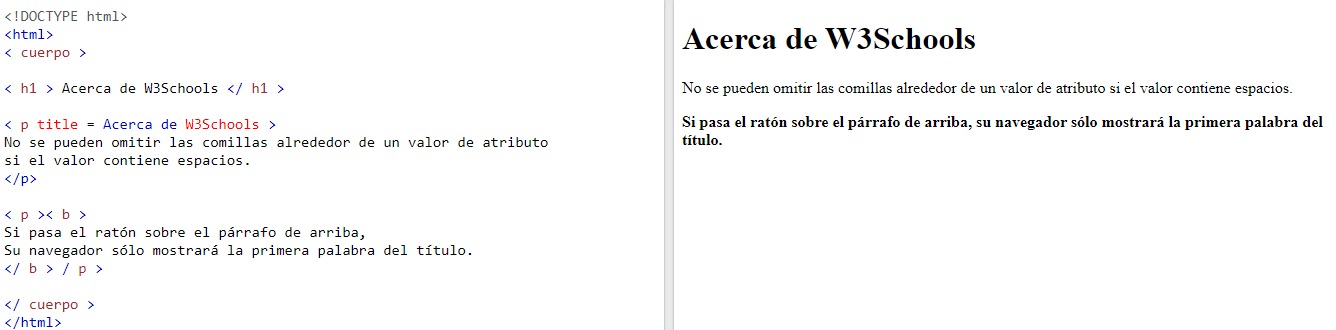 <!DOCTYPE html>
<html>
< cuerpo >
< h1 > Acerca de W3Schools </ h1 >
< p title = Acerca de W3Schools >
No se pueden omitir las comillas alrededor de un valor de atributo
si el valor contiene espacios.
</p>
< p >< b >
Si pasa el ratón sobre el párrafo de arriba,
Su navegador sólo mostrará la primera palabra del título.
</ b > / p >
</ cuerpo >
</html>
Acerca de W3Schools
No se pueden omitir las comillas alrededor de un valor de atributo si el valor contiene espacios.
Si pasa el ratón sobre el párrafo de arriba, su navegador sólo mostrará la primera palabra del
título.